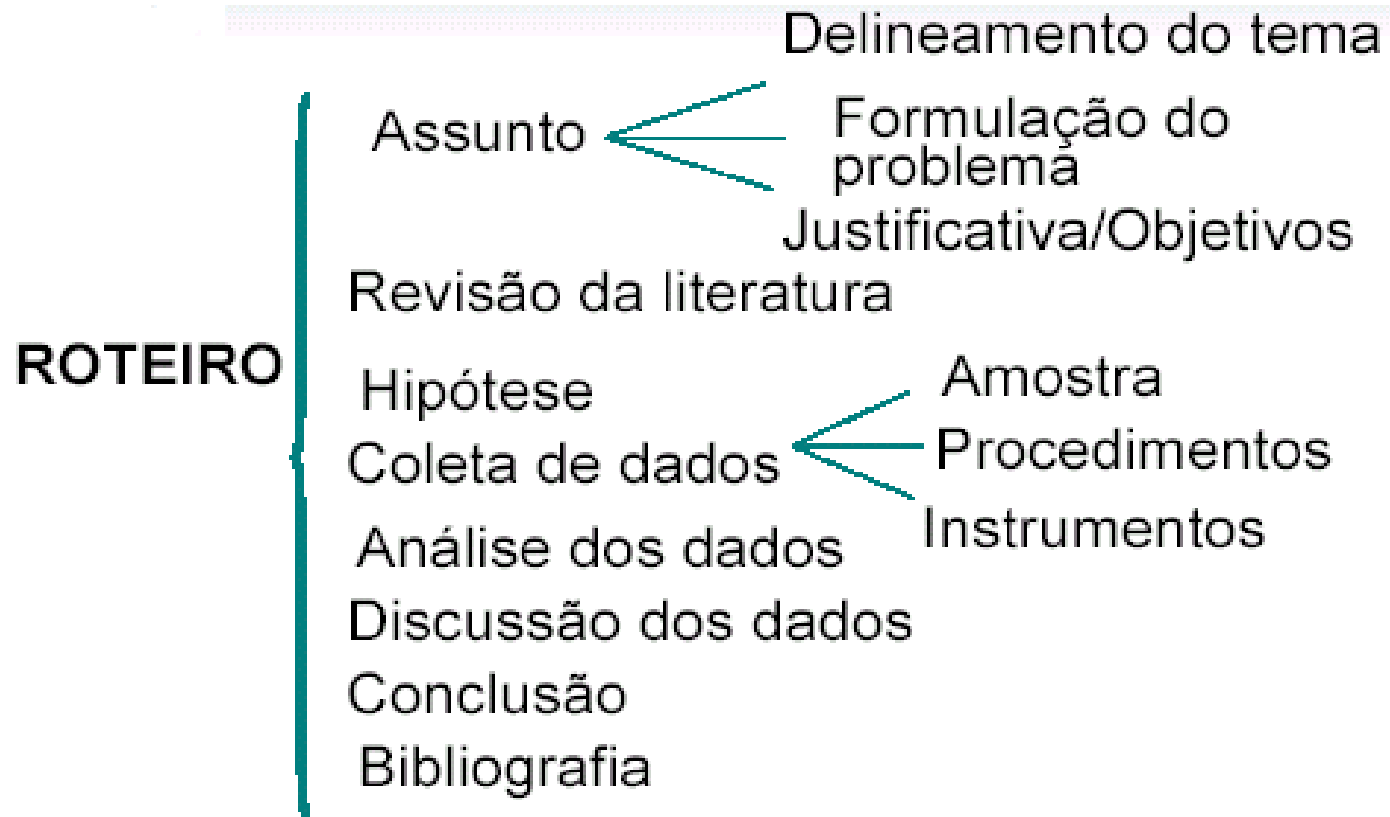 Delineamento do tema
Assunto
Formulação do
problema
Justificativa/Objetivos
Revisão da literatura
ROTEIRO
Hipótese
Amostra
Coleta de dados
Procedimentos
Instrumentos
Análise dos dados
Discussão dos dados
Conclusão
Bibliografia